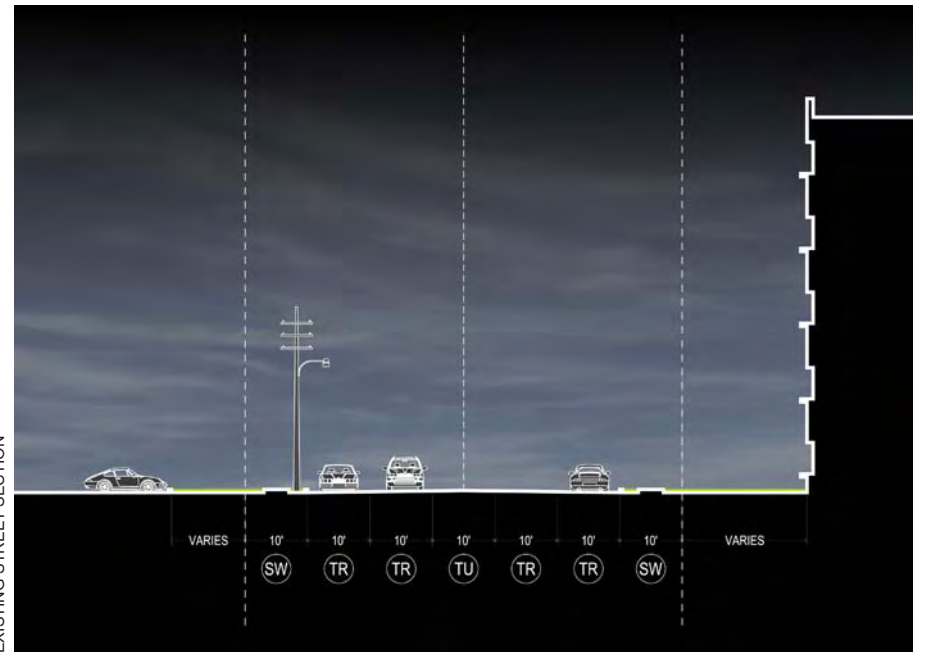 EXISTING STREET SECTION
VARIES 10' 10' 10' 10' 10' 10' 10' VARIES
SW TR TR TU TR TR SW